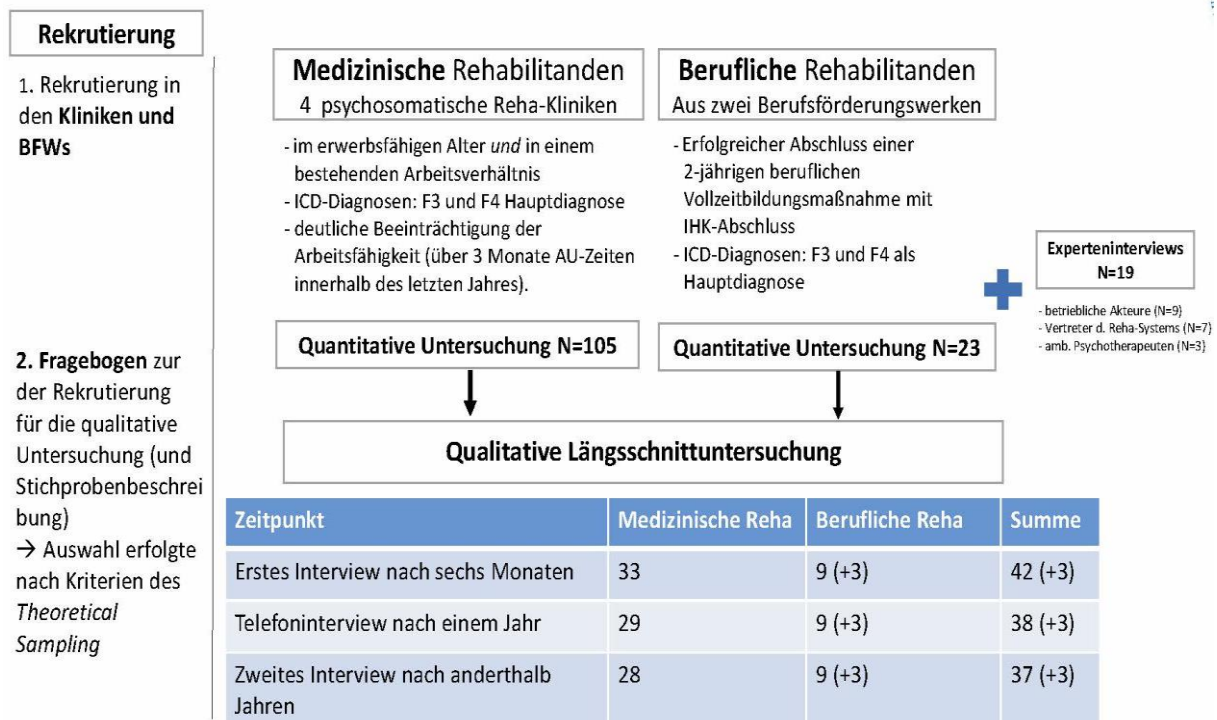 Rekrutierung
1. Rekrutierung in
den Kliniken und
BFWs
2. Fragebogen zur
der Rekrutierung
für die qualitative
Untersuchung (und
Stichprobenbeschrei
bung)
→ Auswahl erfolgte
nach Kriterien des
Theoretical
Sampling
Medizinische Rehabilitanden
4 psychosomatische Reha-Kliniken
- im erwerbsfähigen Alter und in einem
bestehenden Arbeitsverhältnis
- ICD-Diagnosen: F3 und F4 Hauptdiagnose
- deutliche Beeinträchtigung der
Arbeitsfähigkeit (über 3 Monate AU-Zeiten
innerhalb des letzten Jahres).
Quantitative Untersuchung N=105
Berufliche Rehabilitanden
Aus zwei Berufsförderungswerken
- Erfolgreicher Abschluss einer
2-jährigen beruflichen
Vollzeitbildungsmaßnahme mit
IHK-Abschluss
- ICD-Diagnosen: F3 und F4 als
Hauptdiagnose
Quantitative Untersuchung N=23
Experteninterviews
N=19
- betriebliche Akteure (N=9)
- Vertreter d. Reha-Systems (N=7)
- amb. Psychotherapeuten (N=3)
Qualitative Längsschnittuntersuchung
Zeitpunkt Medizinische Reha Berufliche Reha Summe
Erstes Interview nach sechs Monaten 33 9 (+3) 42 (+3)
Telefoninterview nach einem Jahr 29 9 (+3) 38 (+3)
Zweites Interview nach anderthalb 28 9 (+3) 37 (+3)
Jahren